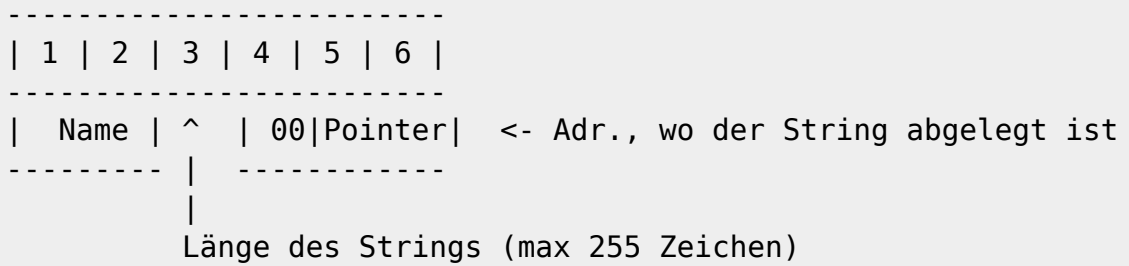 -------------------------
| 1 | 2 | 3 | 4 | 5 | 6 |
-------------------------
|  Name | ^  | 00|Pointer|  <- Adr., wo der String abgelegt ist
--------- |  ------------
          |
          Länge des Strings (max 255 Zeichen)